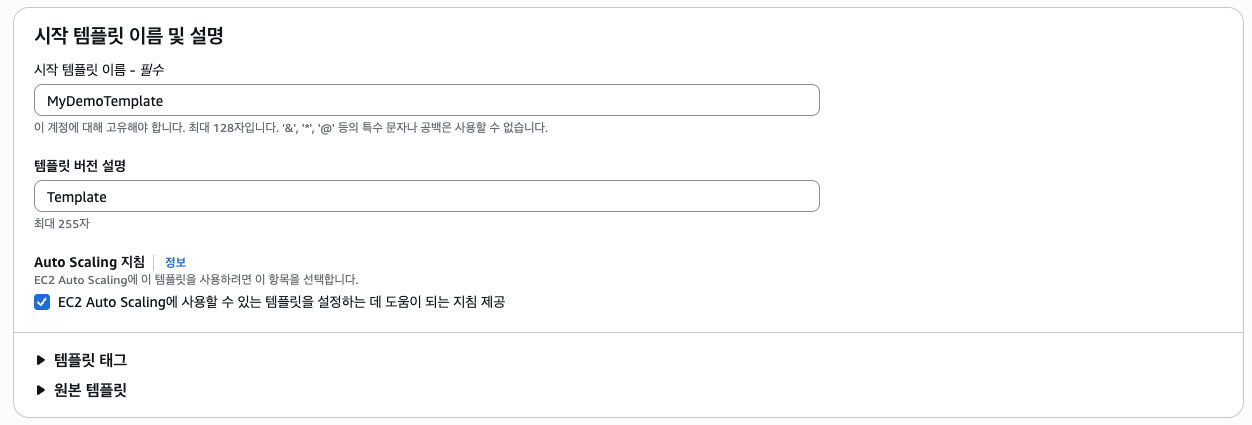 시작 템플릿 이름 및 설명
시작 템플릿 이름 - 필수
MyDemoTemplate
이 계정에 대해 고유해야 합니다. 최대 128자입니다. '&', '*', '@' 등의 특수 문자나 공백은 사용할 수 없습니다.
템플릿 버전 설명
Template
최대 255자
Auto Scaling 지침 정보
EC2 Auto Scaling에 이 템플릿을 사용하려면 이 항목을 선택합니다.
EC2 Auto Scaling에 사용할 수 있는 템플릿을 설정하는 데 도움이 되는 지침 제공
템플릿 태그
원본 템플릿